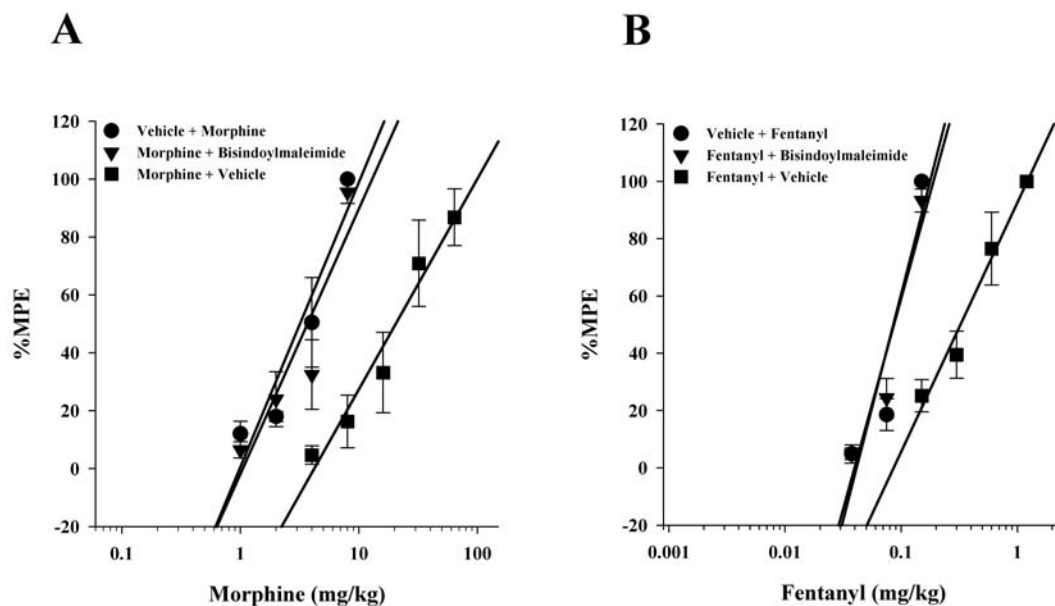 A
Vehicle + Morphine
Morphine + Bisindoylmaleimide
Morphine + Vehicle
120
100
80
60
40
20
0
-20
%MPE
0.1
1
10
100
Morphine (mg/kg)
B
Vehicle + Fentanyl
Fentanyl + Bisindoylmaleimide
Fentanyl + Vehicle
120
100
80
60
40
20
0
-20
%MPE
0.001
0.01
0.1
1
Fentanyl (mg/kg)